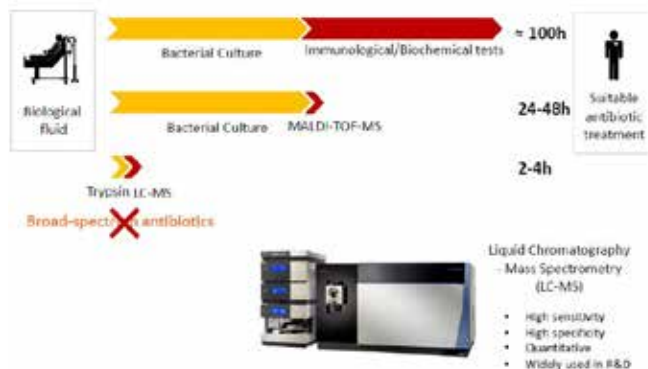 Biological
fluid
Bacterial Culture
Immunological/Biochemical tests
≈ 100h
Suitable
antibiotic
treatment
Bacterial Culture
MALDI-TOF-MS
24-48h
Trypsin LC-MS
2-4h
Broad-spectrum antibiotics
Liquid Chromatography
- Mass Spectrometry
(LC-MS)
• High sensitivity
• High specificity
• Quantitative
• Widely used in R&D